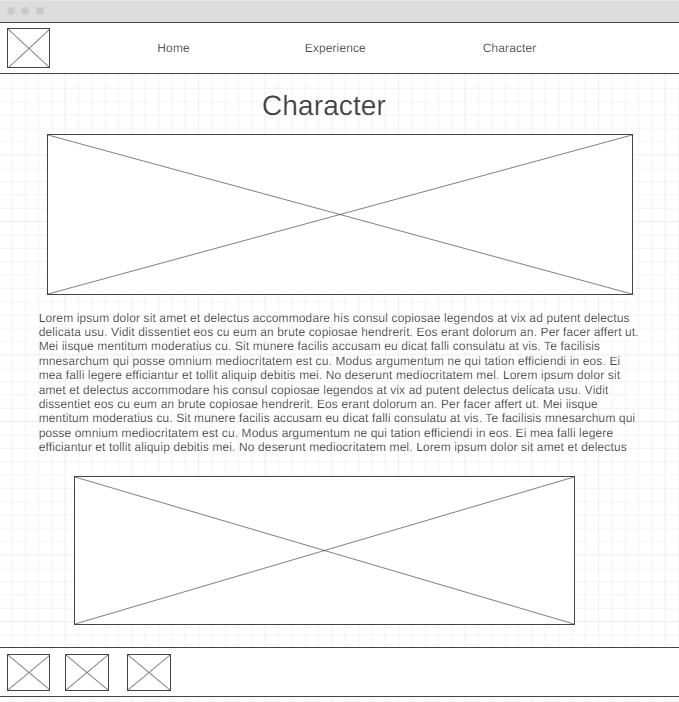 Home Experience Character
Character
Lorem ipsum dolor sit amet et delectus accommodare his consul copiosae legendos at vix ad putent delectus
delicata usu. Vidit dissentiet eos cu eum an brute copiosae hendrerit. Eos erant dolorum an. Per facer affert ut.
Mei iisque mentitum moderatius cu. Sit munere facilis accusam eu dicat falli consulatu at vis. Te facilisis
mnesarchum qui posse omnium mediocritatem est cu. Modus argumentum ne qui tation efficiendi in eos. Ei
mea falli legere efficiantur et tollit aliquip debitis mei. No deserunt mediocritatem mel. Lorem ipsum dolor sit
amet et delectus accommodare his consul copiosae legendos at vix ad putent delectus delicata usu. Vidit
dissentiet eos cu eum an brute copiosae hendrerit. Eos erant dolorum an. Per facer affert ut. Mei iisque
mentitum moderatius cu. Sit munere facilis accusam eu dicat falli consulatu at vis. Te facilisis mnesarchum qui
posse omnium mediocritatem est cu. Modus argumentum ne qui tation efficiendi in eos. Ei mea falli legere
efficiantur et tollit aliquip debitis mei. No deserunt mediocritatem mel. Lorem ipsum dolor sit amet et delectus